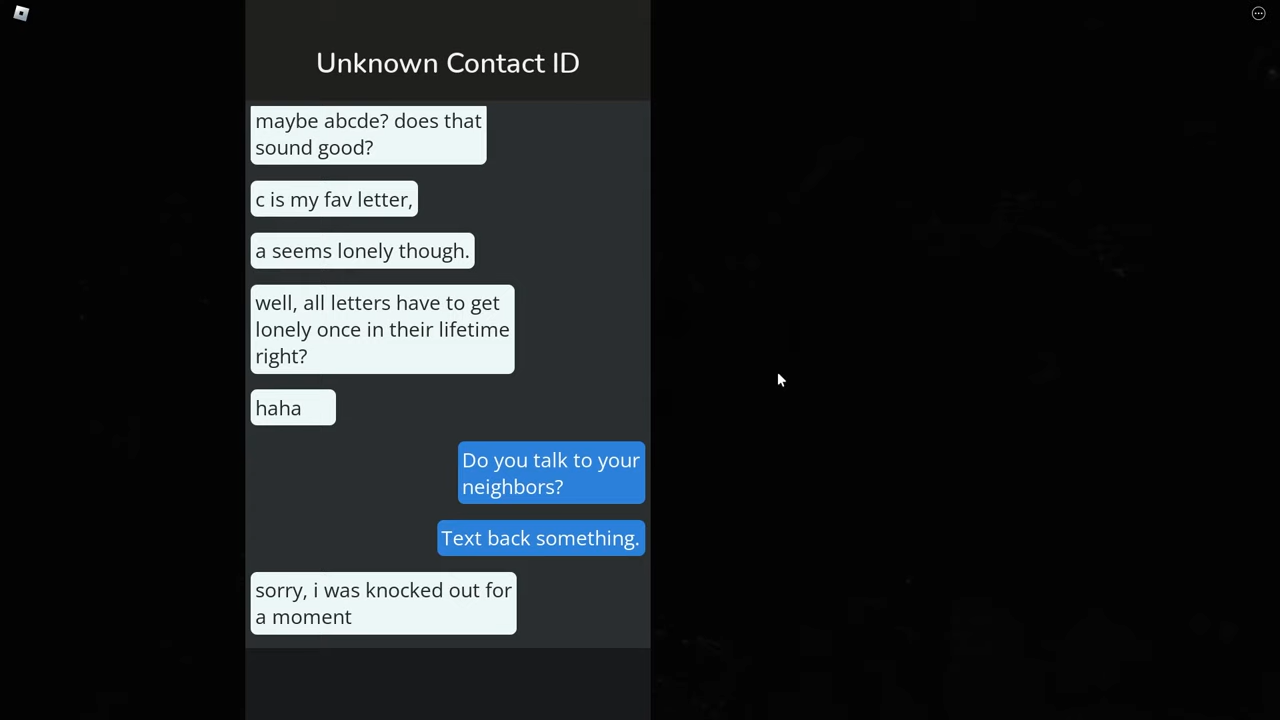 Unknown Contact ID
maybe abcde? does that
sound good?
c is my fav letter,
a seems lonely though.
well, all letters have to get
lonely once in their lifetime
right?
haha
Do you talk to your
neighbors?
Text back something.
sorry, i was knocked out for
a moment